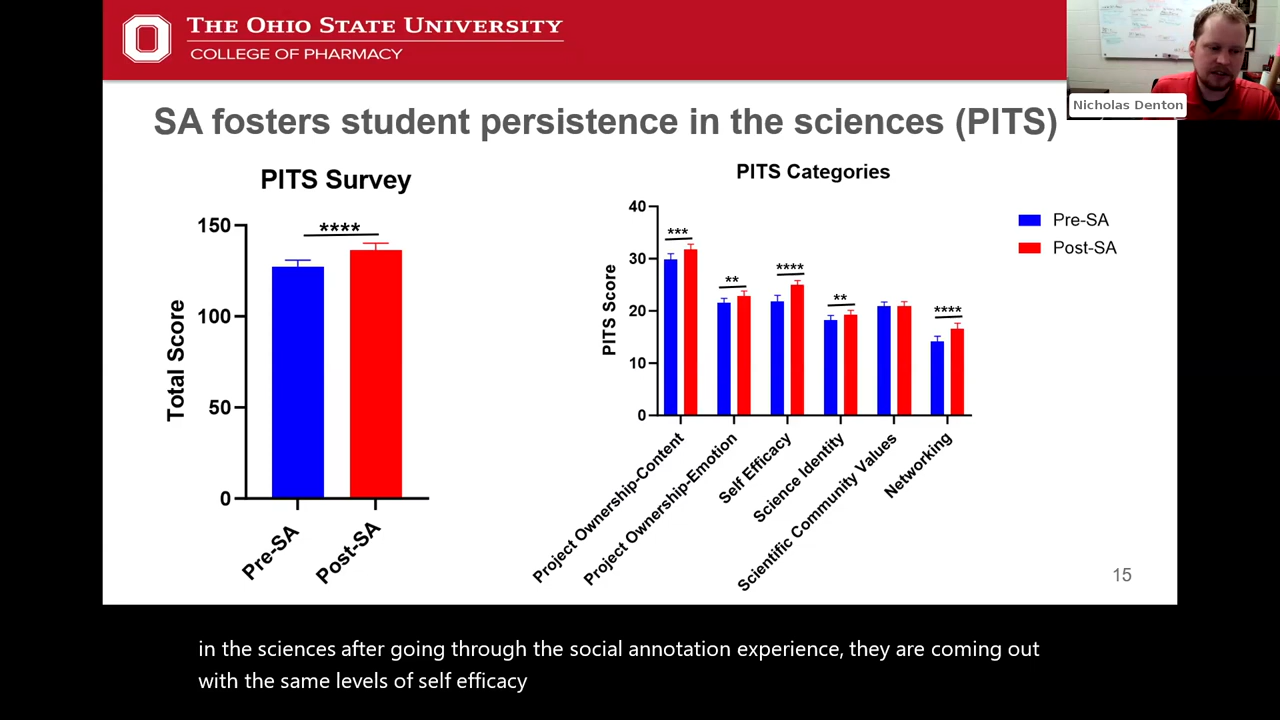 THE OHIO STATE UNIVERSITY
COLLEGE OF PHARMACY
Nicholas Denton
SA fosters student persistence in the sciences (PITS)
PITS Survey
150
100
50
0
Total Score
****
Pre-SA
Post-SA
PITS Categories
40
30
20
10
0
PITS Score
***
**
****
**
****
Project Ownership-Content
Project Ownership-Emotion
Self Efficacy
Science Identity
Scientific Community Values
Networking
Pre-SA
Post-SA
15
in the sciences after going through the social annotation experience, they are coming out
with the same levels of self efficacy